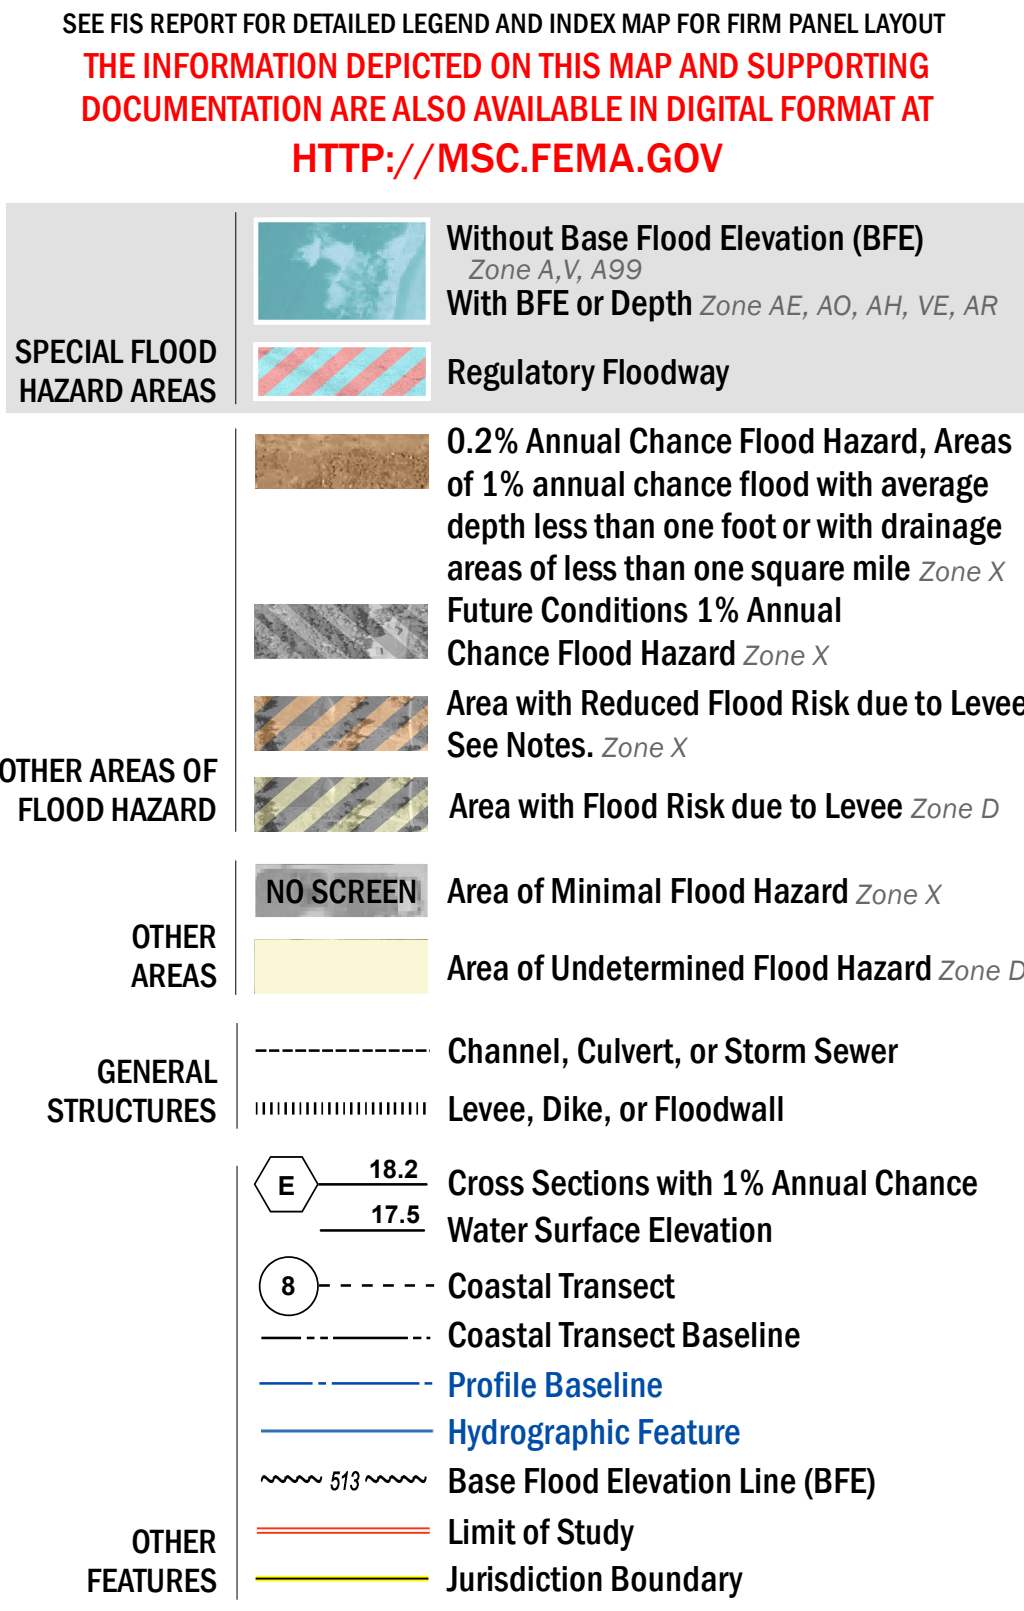 SEE FIS REPORT FOR DETAILED LEGEND AND INDEX MAP FOR FIRM PANEL LAYOUT
THE INFORMATION DEPICTED ON THIS MAP AND SUPPORTING
DOCUMENTATION ARE ALSO AVAILABLE IN DIGITAL FORMAT AT
HTTP://MSC.FEMA.GOV
SPECIAL FLOOD
HAZARD AREAS
Without Base Flood Elevation (BFE)
Zone A,V, A99
With BFE or Depth Zone AE, AO, AH, VE, AR
Regulatory Floodway
OTHER AREAS OF
FLOOD HAZARD
0.2% Annual Chance Flood Hazard, Areas
of 1% annual chance flood with average
depth less than one foot or with drainage
areas of less than one square mile Zone X
Future Conditions 1% Annual
Chance Flood Hazard Zone X
Area with Reduced Flood Risk due to Levee
See Notes. Zone X
Area with Flood Risk due to Levee Zone D
OTHER
AREAS
NO SCREEN Area of Minimal Flood Hazard Zone X
Area of Undetermined Flood Hazard Zone D
GENERAL
STRUCTURES
Channel, Culvert, or Storm Sewer
Levee, Dike, or Floodwall
OTHER
FEATURES
E 18.2 Cross Sections with 1% Annual Chance
17.5 Water Surface Elevation
8 Coastal Transect
Coastal Transect Baseline
Profile Baseline
Hydrographic Feature
513 Base Flood Elevation Line (BFE)
Limit of Study
Jurisdiction Boundary